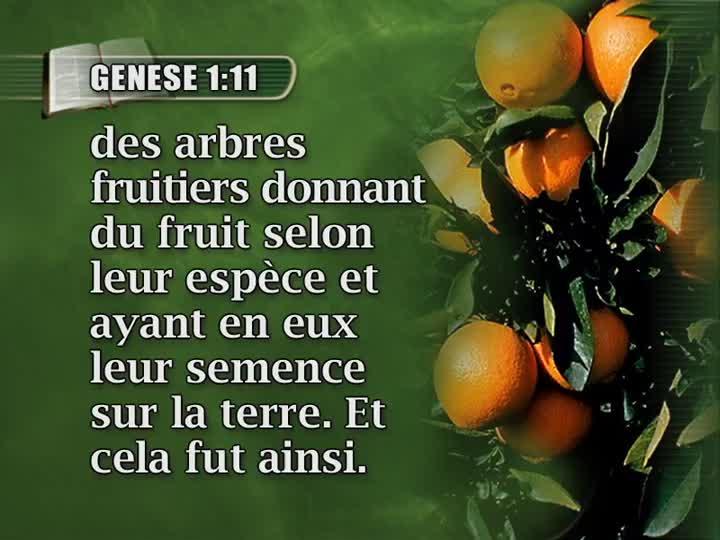 GENESE 1:11
des arbres
fruitiers donnant
du fruit selon
leur espèce et
ayant en eux
leur semence
sur la terre. Et
cela fut ainsi.